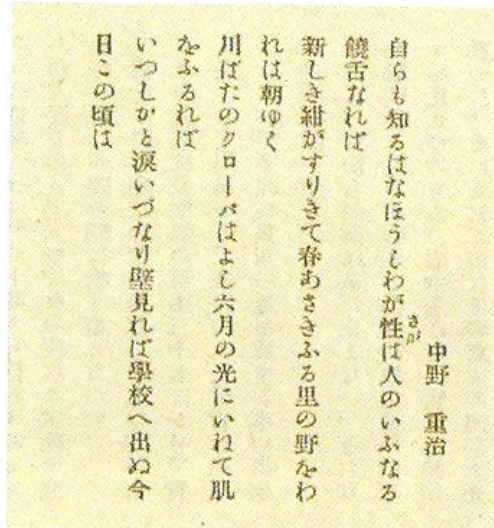 中野　重治
自らも知るはなほうしわが性は人のいふなる
さが
饒舌なれば
新しき紺がすりきて春あさきふる里の野をわ
れは朝ゆく
川ばたのクローバはよし六月の光にいねて肌
をふるれば
いつしかと涙いづなり壁見れば學校へ出ぬ今
日この頃は